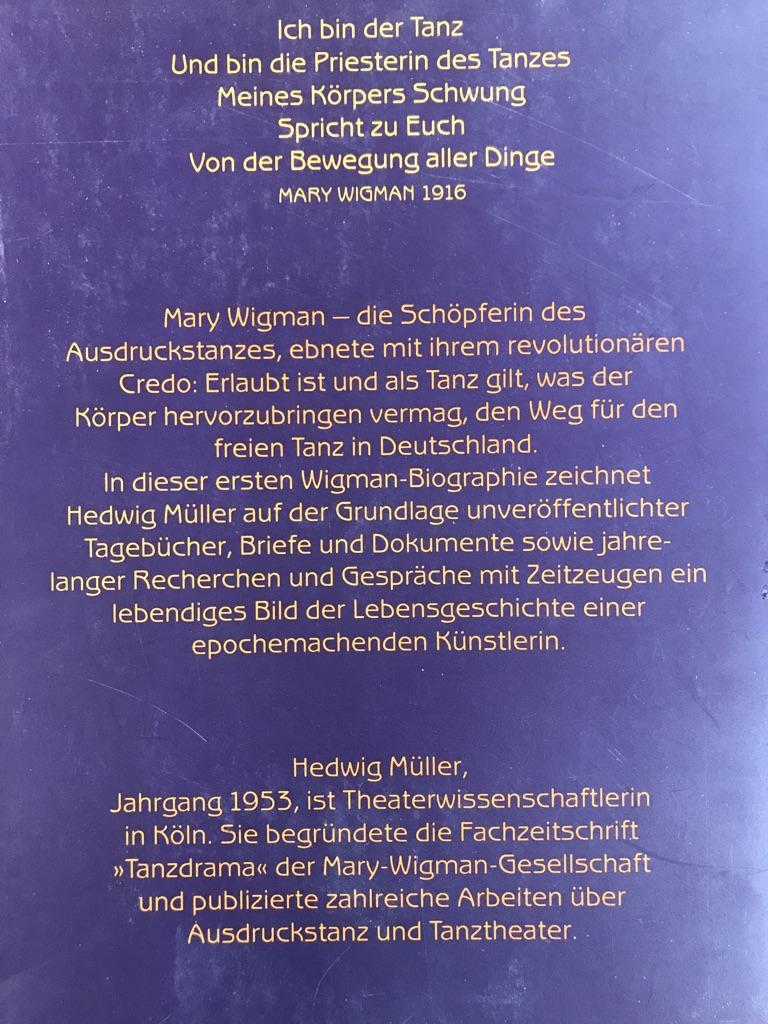 Ich bin der Tanz
Und bin die Priesterin des Tanzes
Meines Körpers Schwung
Spricht zu Euch
Von der Bewegung aller Dinge
MARY WIGMAN 1916
Mary Wigman – die Schöpferin des
Ausdruckstanzes, ebnete mit ihrem revolutionären
Credo: Erlaubt ist und als Tanz gilt, was der
Körper hervorzubringen vermag, den Weg für den
freien Tanz in Deutschland.
In dieser ersten Wigman-Biographie zeichnet
Hedwig Müller auf der Grundlage unveröffentlichter
Tagebücher, Briefe und Dokumente sowie jahre-
langer Recherchen und Gespräche mit Zeitzeugen ein
lebendiges Bild der Lebensgeschichte einer
epochemachenden Künstlerin.
Hedwig Müller,
Jahrgang 1953, ist Theaterwissenschaftlerin
in Köln. Sie begründete die Fachzeitschrift
»Tanzdrama« der Mary-Wigman-Gesellschaft
und publizierte zahlreiche Arbeiten über
Ausdruckstanz und Tanztheater.